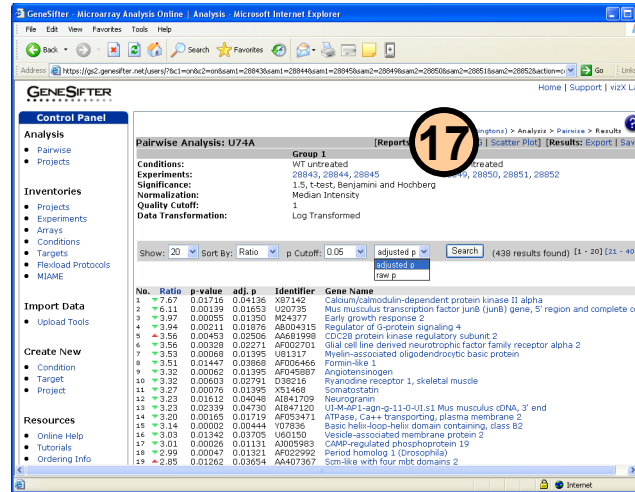 GeneSifter - Microarray Analysis Online | Analysis - Microsoft Internet Explorer
File Edit View Favorites Tools Help
Back Search Favorites
Address https://gs2.genesifter.net/users/?&c1=on&c2=on&sam1=28843&sam1=28844&sam1=28845&sam2=28849&sam2=28850&sam2=28851&sam2=28852&action=c Go Links
GENESIFTER
Home | Support | vizX La
Control Panel
17
ingtons) > Analysis > Pairwise > Results
Analysis
Pairwise
Projects
Inventories
Projects
Experiments
Arrays
Conditions
Targets
Flexload Protocols
MIAME
Import Data
Upload Tools
Create New
Condition
Target
Project
Resources
Online Help
Tutorials
Ordering Info
Pairwise Analysis: U74A [Reports | Scatter Plot] [Results: Export | Sav
Group 1
Conditions: WT untreated treated
Experiments: 28843, 28844, 28845 28850, 28851, 28852
Significance: 1.5, t-test, Benjamini and Hochberg
Normalization: Median Intensity
Quality Cutoff: 1
Data Transformation: Log Transformed
Show: 20 Sort By: Ratio p Cutoff: 0.05 adjusted p Search (438 results found) [1 - 20] [21 - 40
adjusted p
raw p
No. Ratio p-value adj. p Identifier Gene Name
1 7.67 0.01716 0.04136 X87142 Calcium/calmodulin-dependent protein kinase II alpha
2 6.11 0.00139 0.01653 U20735 Mus musculus transcription factor junB (junB) gene, 5' region and complete c
3 3.97 0.00055 0.01350 M24377 Early growth response 2
4 3.94 0.00211 0.01876 AB004315 Regulator of G-protein signaling 4
5 3.56 0.00453 0.02506 AA681998 CDC28 protein kinase regulatory subunit 2
6 3.56 0.00328 0.02271 AF002701 Glial cell line derived neurotrophic factor family receptor alpha 2
7 3.53 0.00068 0.01395 U81317 Myelin-associated oligodendrocytic basic protein
8 3.51 0.01447 0.03868 AF006466 Formin-like 1
9 3.32 0.00062 0.01395 AF045887 Angiotensinogen
10 3.32 0.00603 0.02791 D38216 Ryanodine receptor 1, skeletal muscle
11 3.27 0.00076 0.01395 X51468 Somatostatin
12 3.23 0.01612 0.04048 AI841709 Neurogranin
13 3.23 0.02339 0.04730 AI847120 UI-M-AP1-agn-g-11-0-UI.s1 Mus musculus cDNA, 3' end
14 3.20 0.00165 0.01719 AF053471 ATPase, Ca++ transporting, plasma membrane 2
15 3.14 0.00002 0.00444 Y07836 Basic helix-loop-helix domain containing, class B2
16 3.03 0.01342 0.03705 U60150 Vesicle-associated membrane protein 2
17 3.01 0.00026 0.01131 AJ005983 CAMP-regulated phosphoprotein 19
18 2.99 0.00047 0.01321 AF022992 Period homolog 1 (Drosophila)
19 2.85 0.01262 0.03654 AA407367 Scm-like with four mbt domains 2
Internet